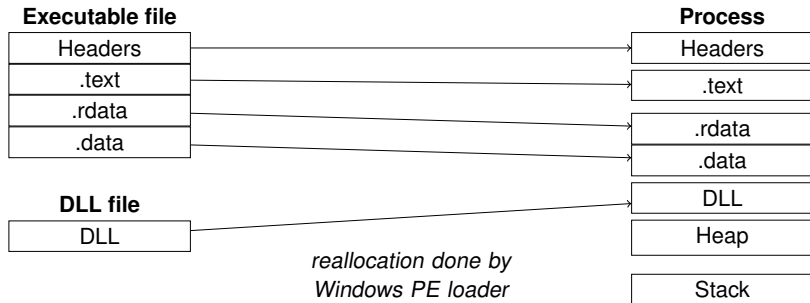 Executable file
Headers
.text
.rdata
.data
DLL file
DLL
reallocation done by
Windows PE loader
Process
Headers
.text
.rdata
.data
DLL
Heap
Stack